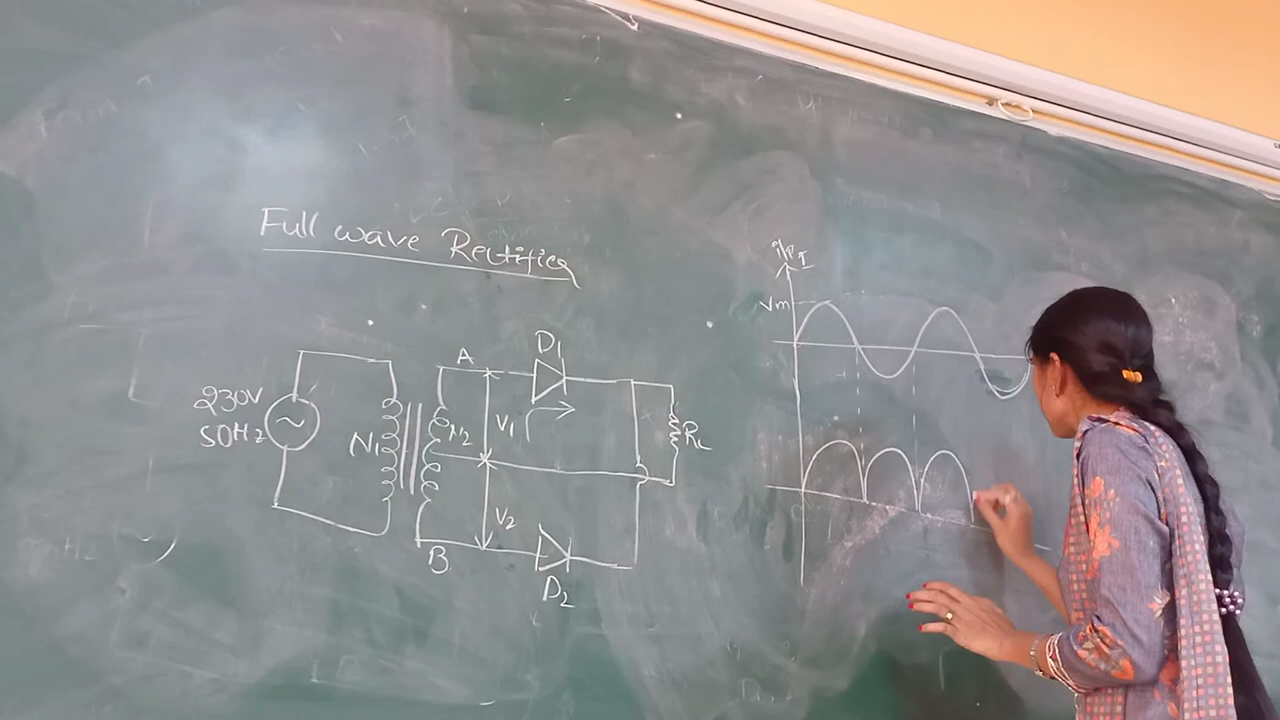 Full wave Rectifier
230V
50Hz
N1
N2
A
V1
V2
B
D1
D2
RL
i/p
Vm